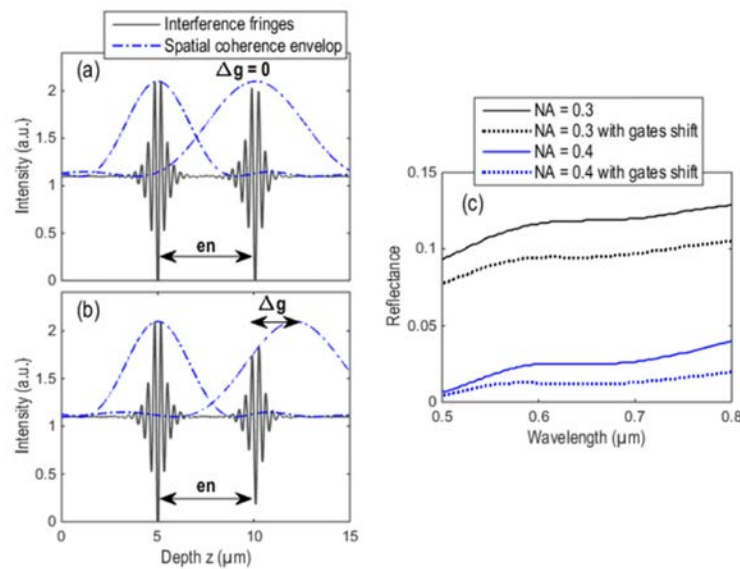 Interference fringes
Spatial coherence envelop
(a)
Δg = 0
2
1.5
1
0.5
0
Intensity (a.u.)
en
(b)
Δg
2
1.5
1
0.5
0
Intensity (a.u.)
en
0 5 10 15
Depth z (µm)
NA = 0.3
NA = 0.3 with gates shift
NA = 0.4
NA = 0.4 with gates shift
(c)
0.15
0.1
0.05
0
Reflectance
0.5 0.6 0.7 0.8
Wavelength (µm)